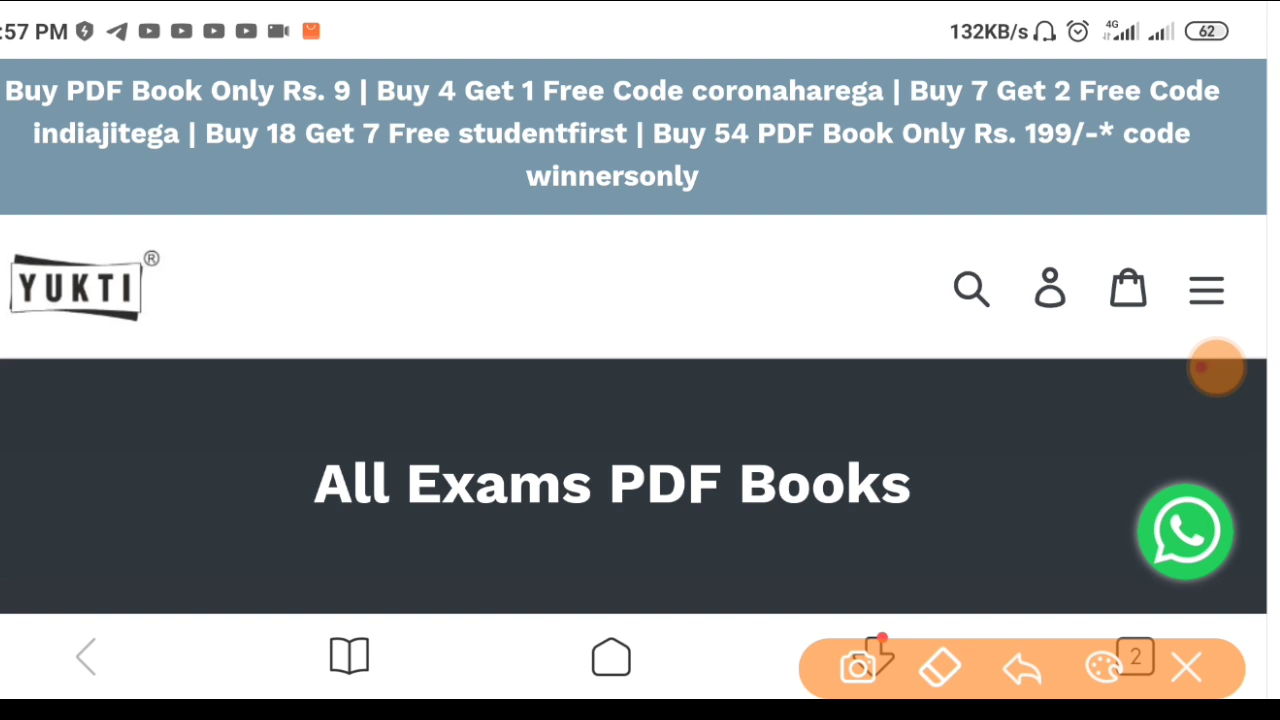 :57 PM 132KB/s 4G 62
Buy PDF Book Only Rs. 9 | Buy 4 Get 1 Free Code coronaharega | Buy 7 Get 2 Free Code
indiajitega | Buy 18 Get 7 Free studentfirst | Buy 54 PDF Book Only Rs. 199/-* code
winnersonly
YUKTI®
All Exams PDF Books
2